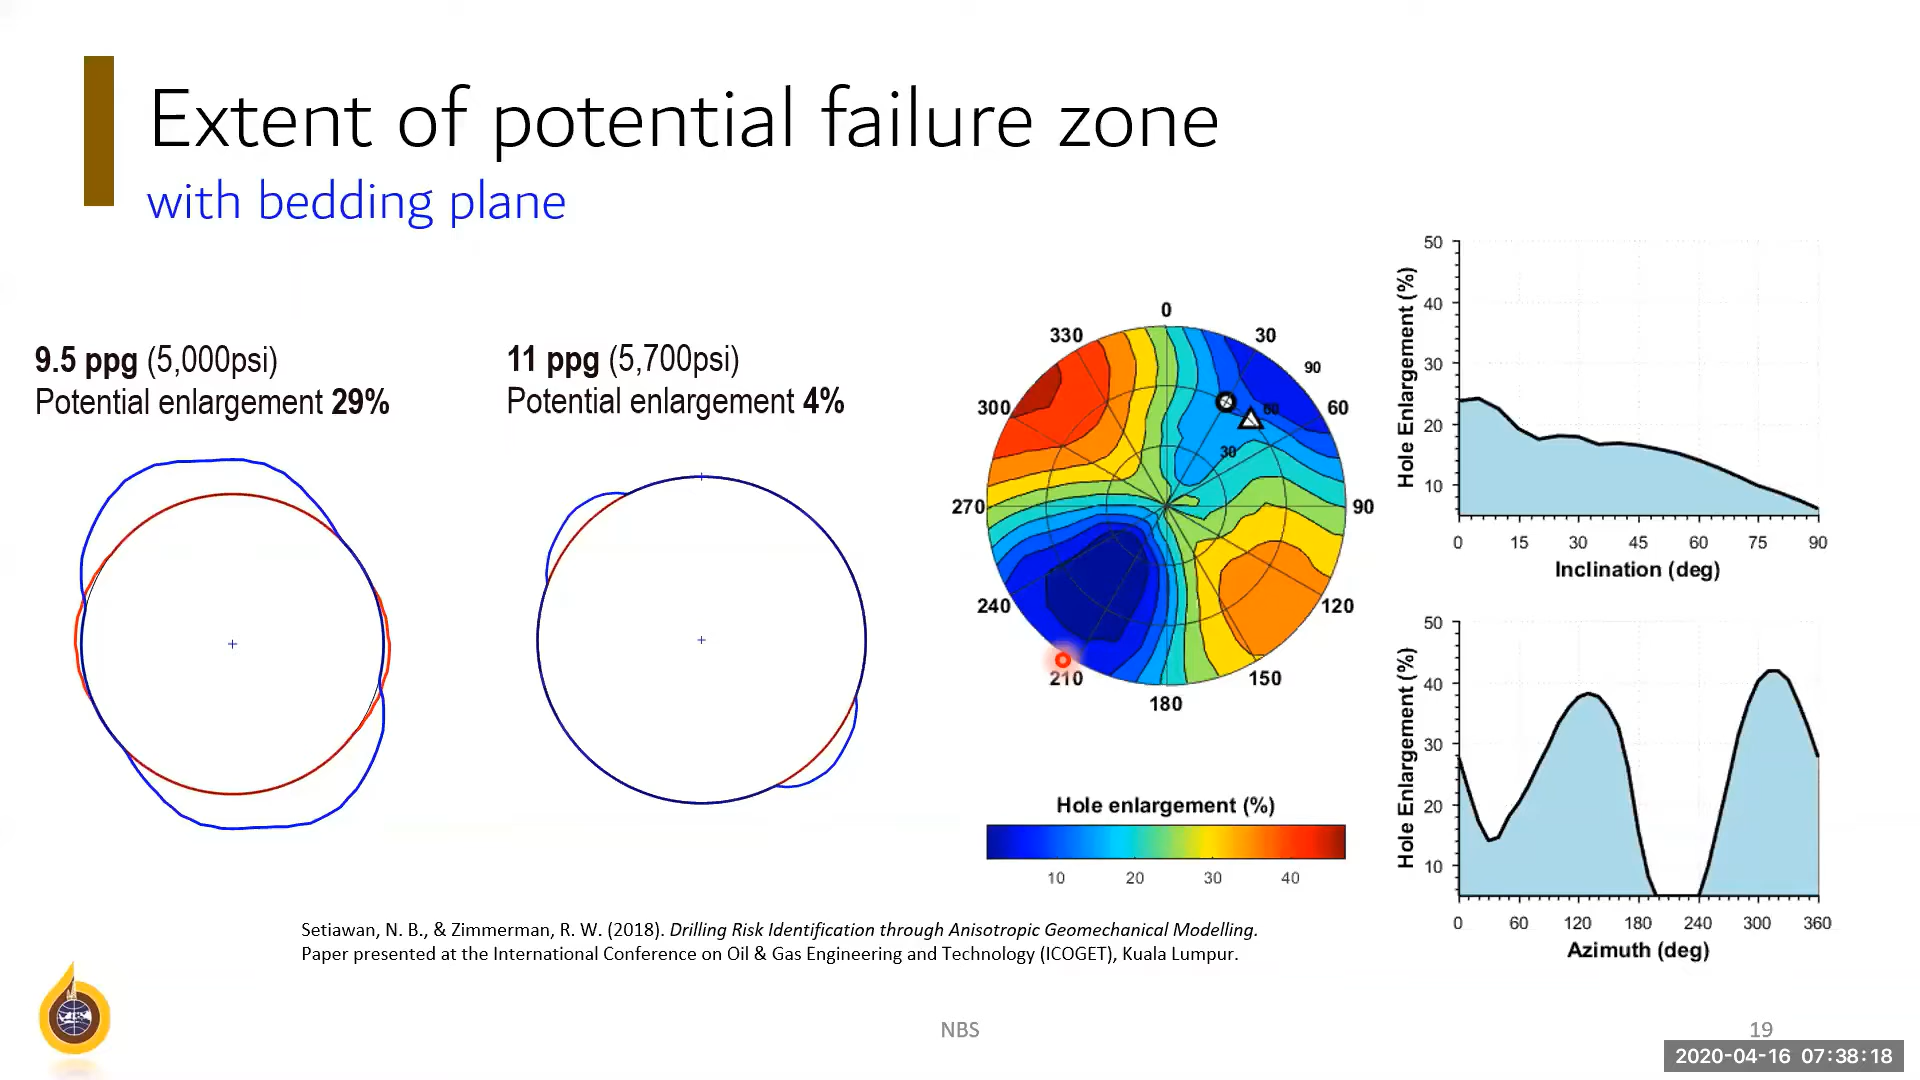 Extent of potential failure zone
with bedding plane
9.5 ppg (5,000psi)
Potential enlargement 29%
11 ppg (5,700psi)
Potential enlargement 4%
0
330
30
90
300
60
60
30
270
90
240
120
210
150
180
Hole enlargement (%)
10 20 30 40
Hole Enlargement (%)
50
40
30
20
10
0 15 30 45 60 75 90
Inclination (deg)
Hole Enlargement (%)
50
40
30
20
10
0 60 120 180 240 300 360
Azimuth (deg)
Setiawan, N. B., & Zimmerman, R. W. (2018). Drilling Risk Identification through Anisotropic Geomechanical Modelling.
Paper presented at the International Conference on Oil & Gas Engineering and Technology (ICOGET), Kuala Lumpur.
NBS
19
2020-04-16 07:38:18